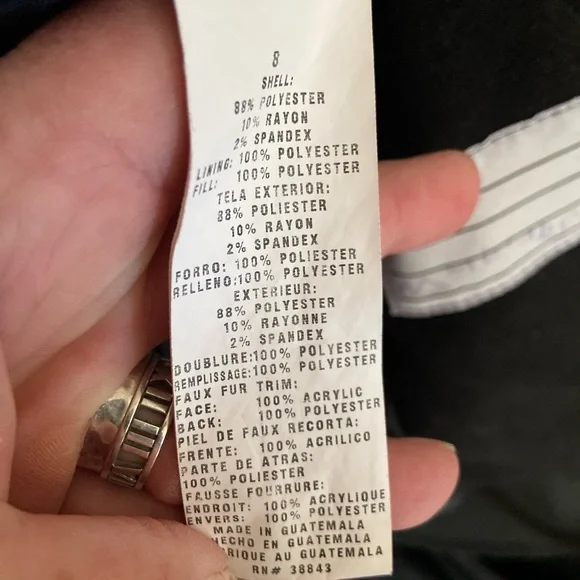 8
SHELL:
88% POLYESTER
10% RAYON
2% SPANDEX
LINING: 100% POLYESTER
FILL: 100% POLYESTER
TELA EXTERIOR:
88% POLIESTER
10% RAYON
2% SPANDEX
FORRO: 100% POLIESTER
RELLENO:100% POLYESTER
EXTERIEUR:
88% POLYESTER
10% RAYONNE
2% SPANDEX
DOUBLURE:100% POLYESTER
REMPLISSAGE:100% POLYESTER
FAUX FUR TRIM:
FACE: 100% ACRYLIC
BACK: 100% POLYESTER
PIEL DE FAUX RECORTA:
FRENTE: 100% ACRILICO
PARTE DE ATRAS:
100% POLIESTER
FAUSSE FOURRURE:
ENDROIT: 100% ACRYLIQUE
ENVERS: 100% POLYESTER
MADE IN GUATEMALA
HECHO EN GUATEMALA
RIQUE AU GUATEMALA
RN# 38843